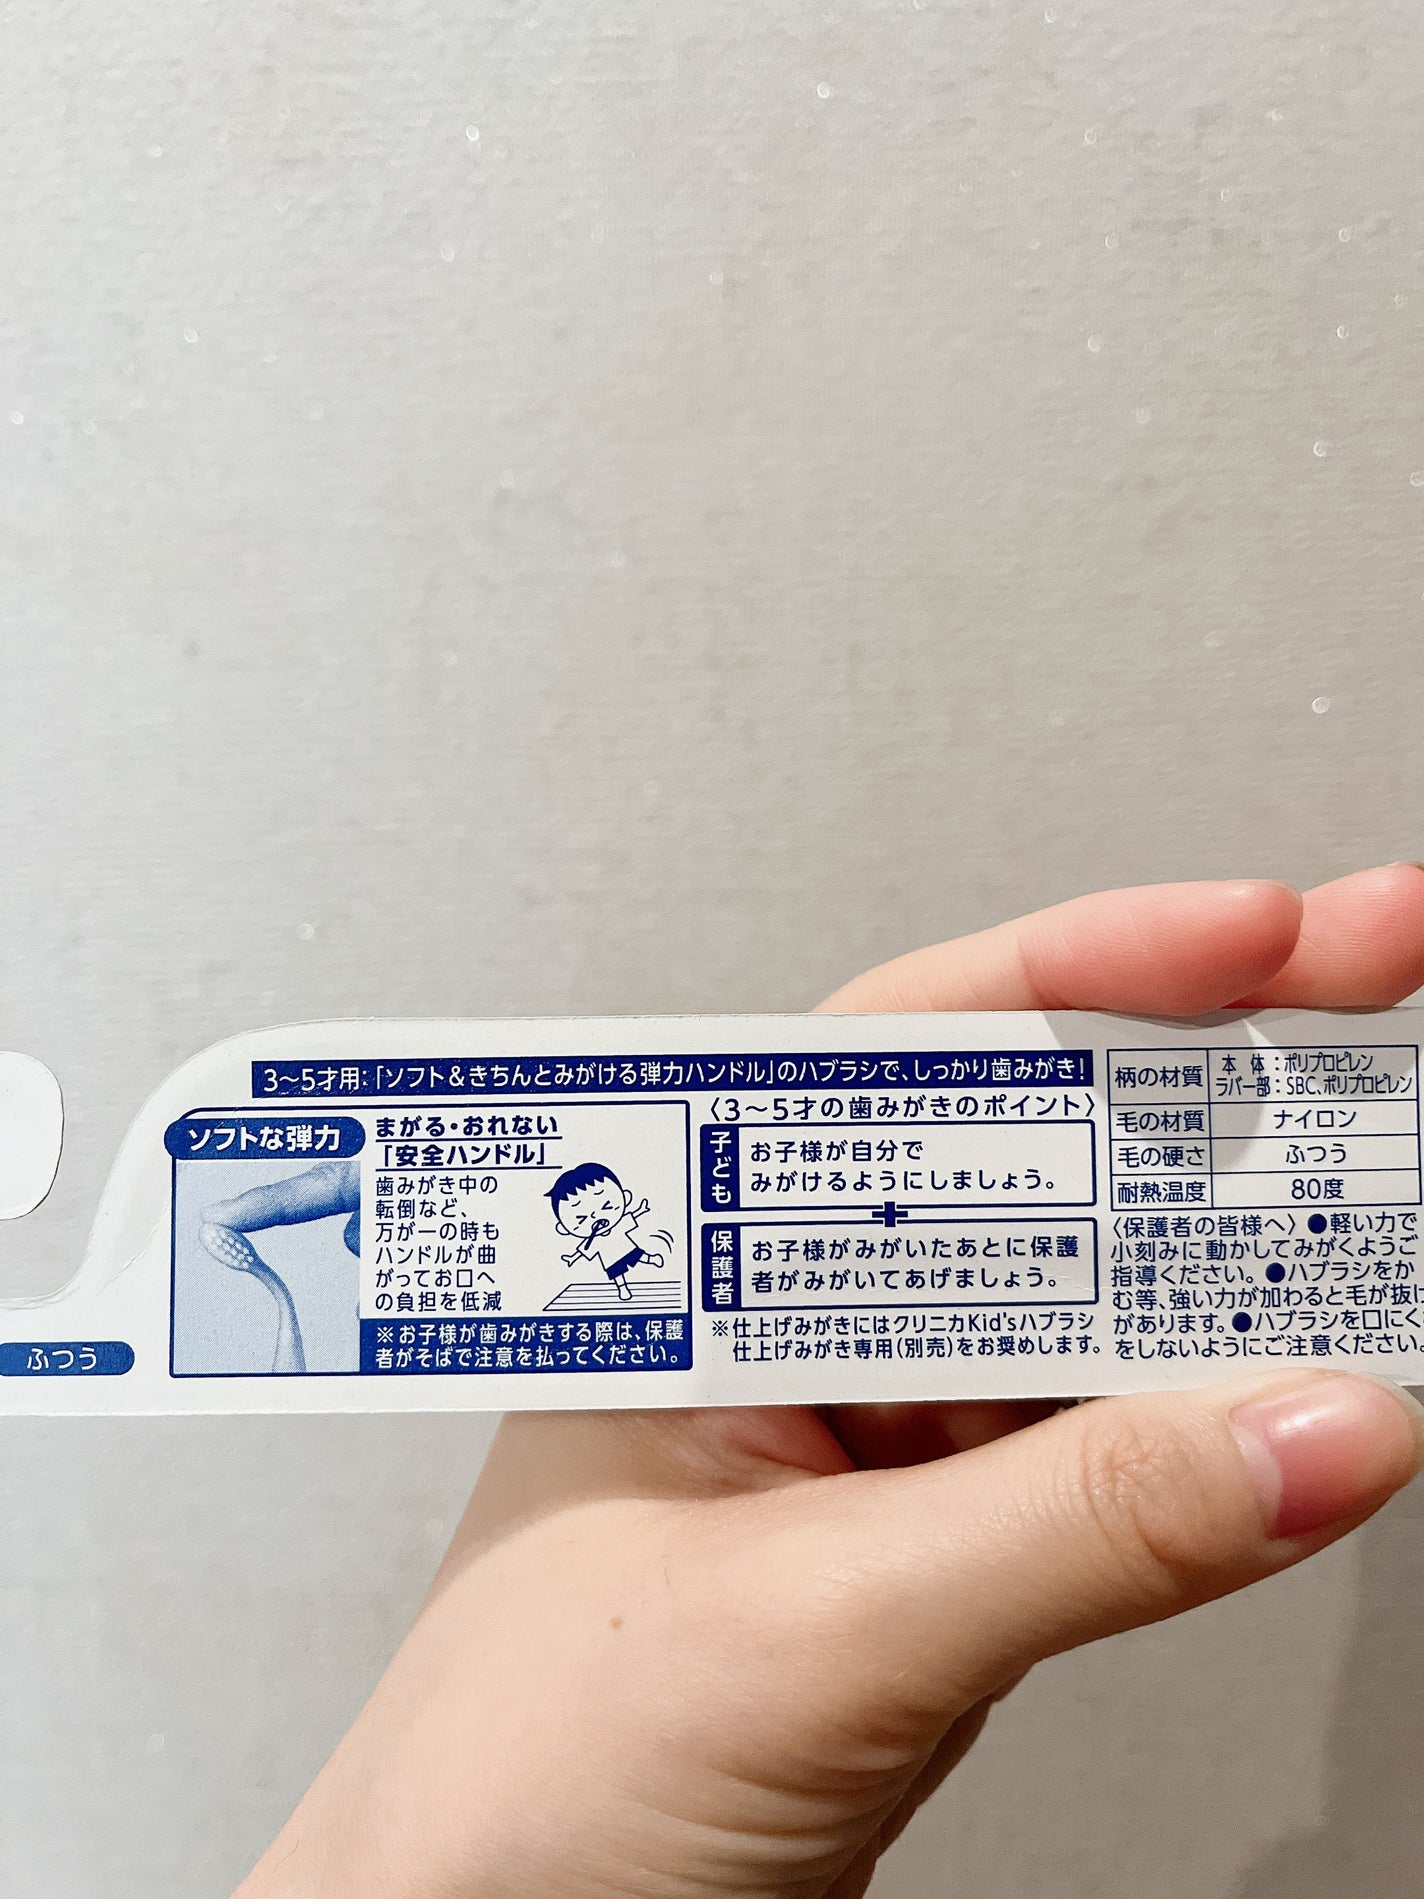 3〜5才用:「ソフト&きちんとみがける弾力ハンドル」のハブラシで、しっかり歯みがき!
ソフトな弾力
まがる・おれない
「安全ハンドル」
歯みがき中の
転倒など、
万が一の時も
ハンドルが曲
がってお口へ
の負担を低減
※お子様が歯みがきする際は、保護
者がそばで注意を払ってください。
ふつう
〈3〜5才の歯みがきのポイント〉
子ども
お子様が自分で
みがけるようにしましょう。
+
保護者
お子様がみがいたあとに保護
者がみがいてあげましょう。
※仕上げみがきにはクリニカKid'sハブラシ
仕上げみがき専用(別売)をお奨めします。
柄の材質 本 体:ポリプロピレン
ラバー部:SBC、ポリプロピレン
毛の材質 ナイロン
毛の硬さ ふつう
耐熱温度 80度
〈保護者の皆様へ〉●軽い力で
小刻みに動かしてみがくようご
指導ください。●ハブラシをか
む等、強い力が加わると毛が抜け
があります。●ハブラシを口にく
をしないようにご注意ください。